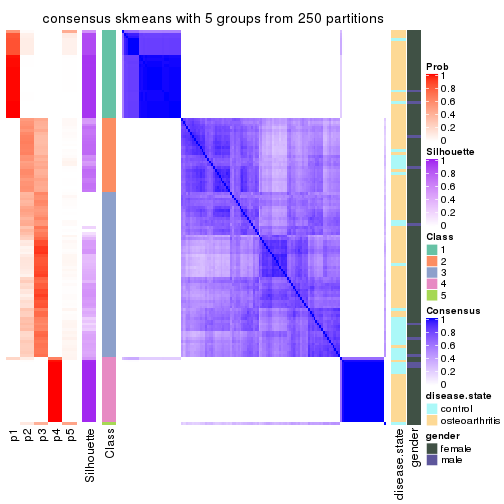 consensus skmeans with 5 groups from 250 partitions
p1
p2
p3
p4
p5
Silhouette
Class
disease.state
gender
Prob
1
0.8
0.6
0.4
0.2
0
Silhouette
1
0.8
0.6
0.4
0.2
0
Class
1
2
3
4
5
Consensus
1
0.8
0.6
0.4
0.2
0
disease.state
control
osteoarthritis
gender
female
male